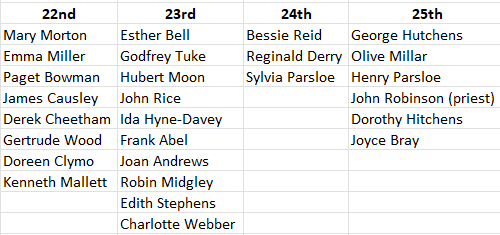 22nd 23rd 24th 25th
Mary Morton Esther Bell Bessie Reid George Hutchens
Emma Miller Godfrey Tuke Reginald Derry Olive Millar
Paget Bowman Hubert Moon Sylvia Parsloe Henry Parsloe
James Causley John Rice John Robinson (priest)
Derek Cheetham Ida Hyne-Davey Dorothy Hitchens
Gertrude Wood Frank Abel Joyce Bray
Doreen Clymo Joan Andrews
Kenneth Mallett Robin Midgley
Edith Stephens
Charlotte Webber